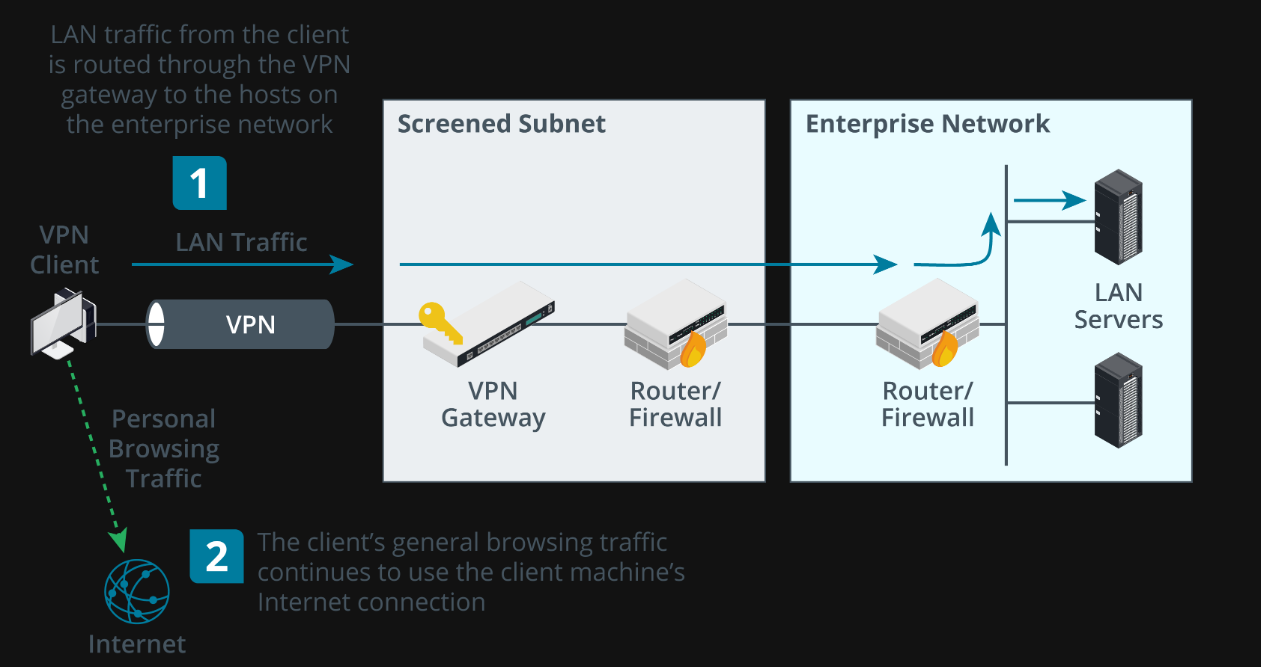 LAN traffic from the client
is routed through the VPN
gateway to the hosts on
the enterprise network
1
Screened Subnet
Enterprise Network
VPN
Client
LAN Traffic
VPN
LAN
Servers
VPN
Gateway
Router/
Firewall
Router/
Firewall
Personal
Browsing
Traffic
2
The client’s general browsing traffic
continues to use the client machine’s
Internet connection
Internet